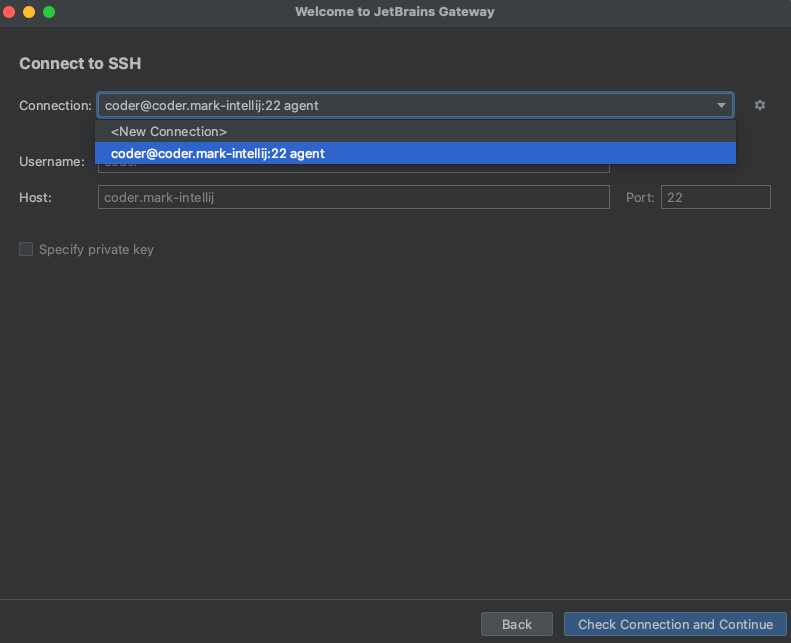 Welcome to JetBrains Gateway
Connect to SSH
Connection: coder@coder.mark-intellij:22 agent
<New Connection>
coder@coder.mark-intellij:22 agent
Username: coder
Host: coder.mark-intellij Port: 22
Specify private key
Back Check Connection and Continue